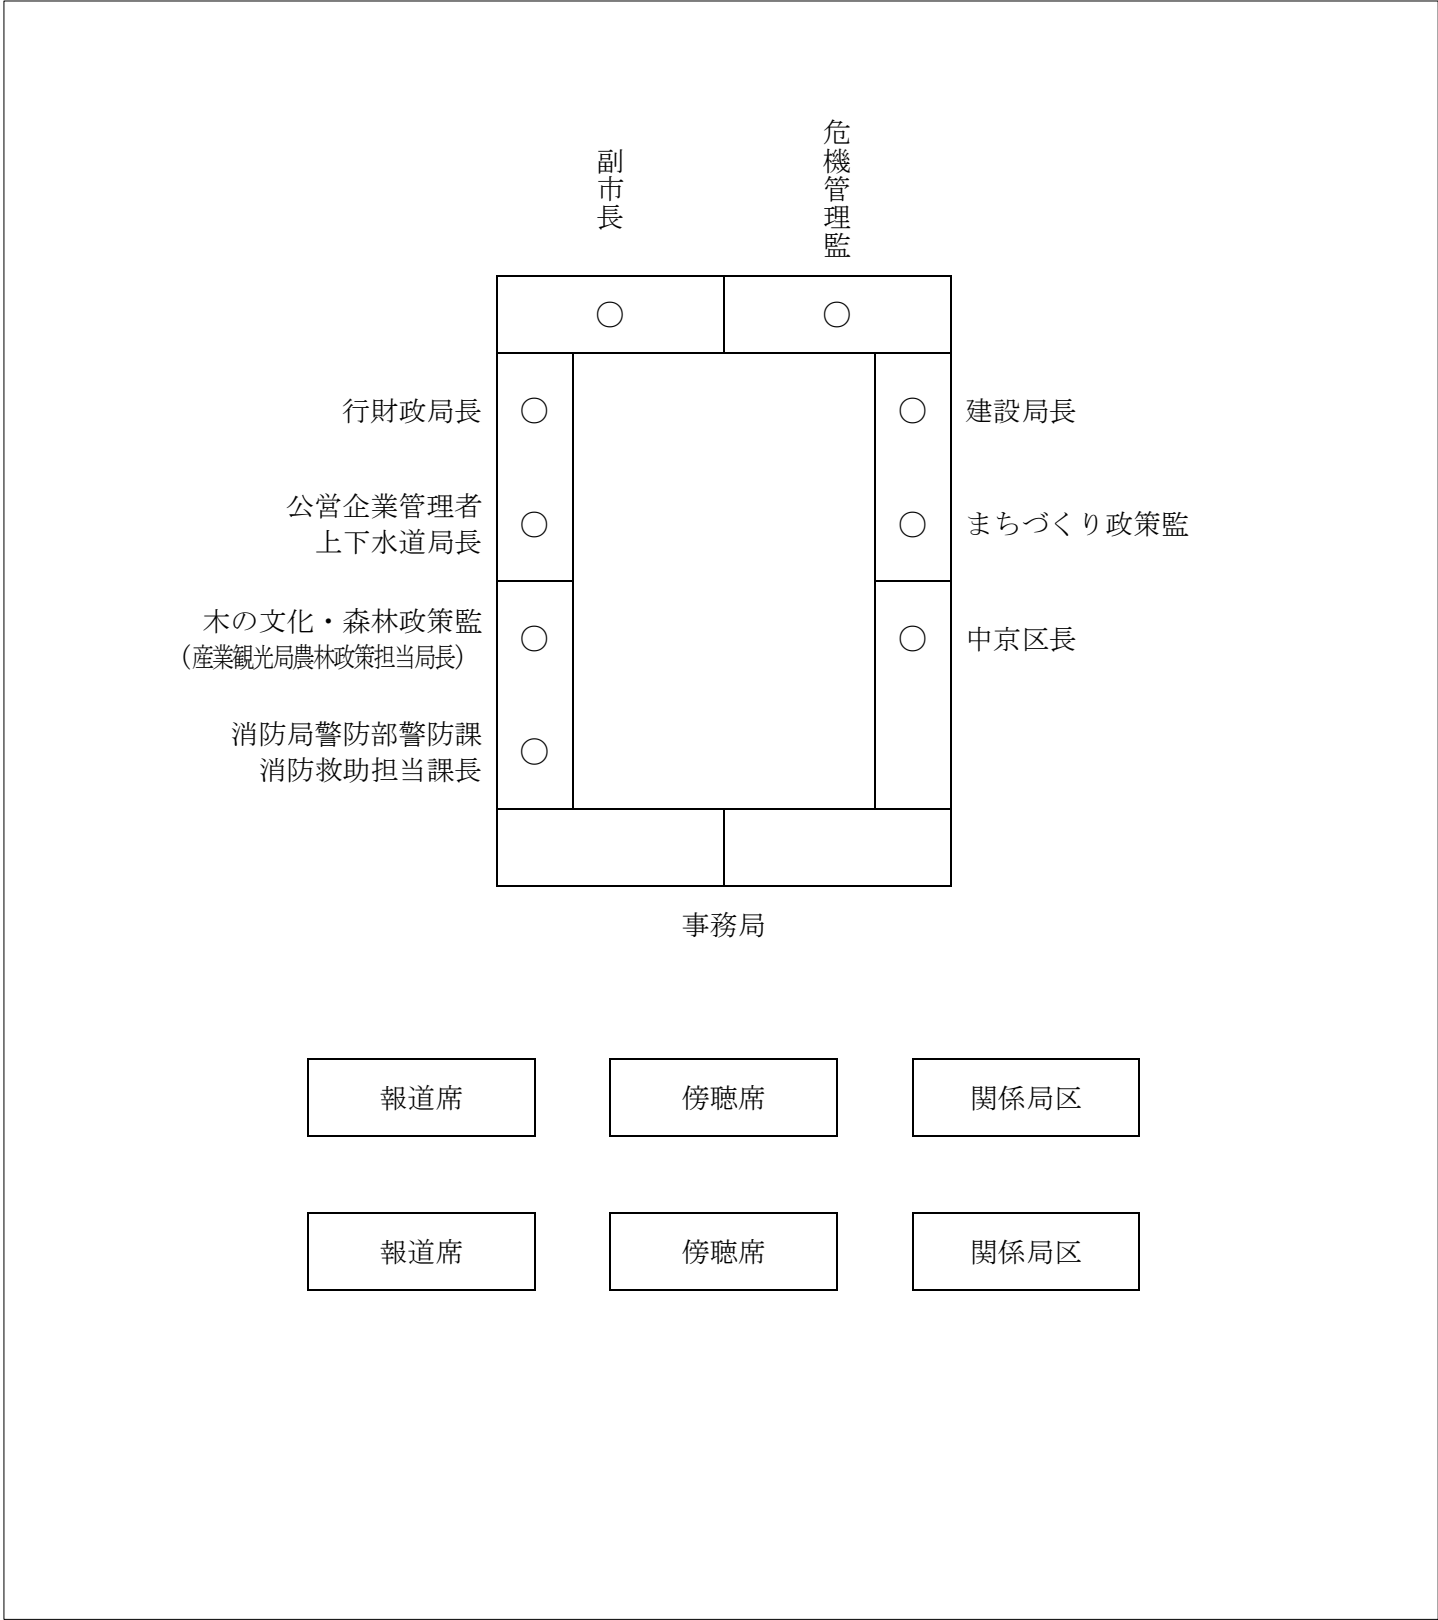 副市長
危機管理監
〇
〇
行財政局長
〇
〇
建設局長
公営企業管理者
上下水道局長
〇
〇
まちづくり政策監
木の文化・森林政策監
（産業観光局農林政策担当局長）
〇
〇
中京区長
消防局警防部警防課
消防救助担当課長
〇
事務局
報道席
傍聴席
関係局区
報道席
傍聴席
関係局区